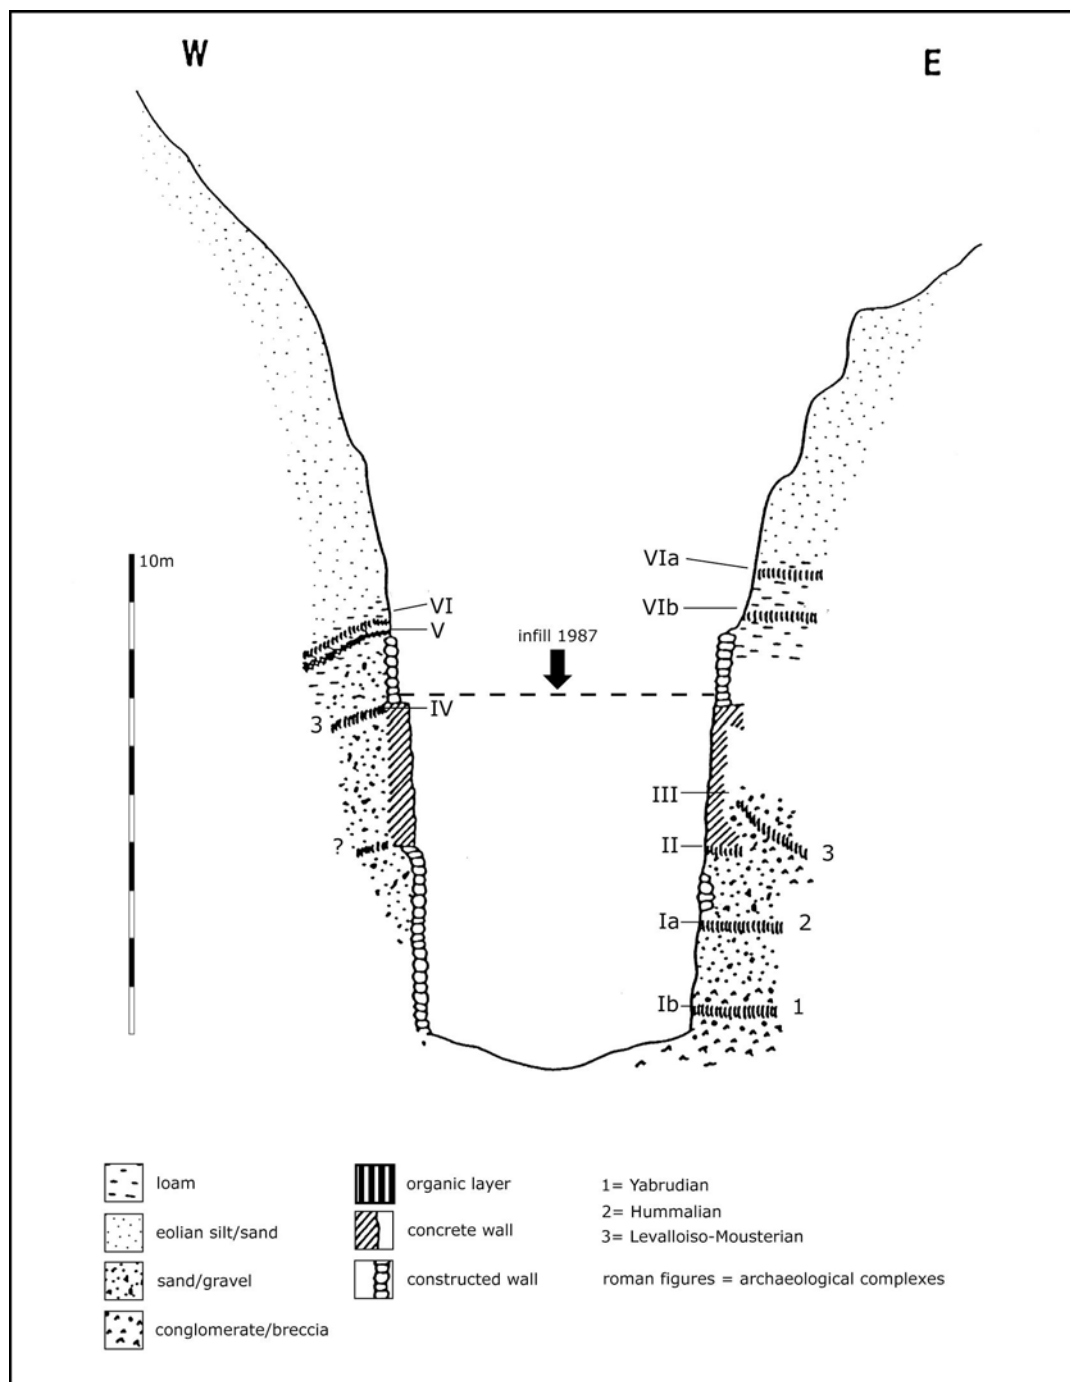 W
E
10m
VIa
VI
VIb
V
infill 1987
3
IV
III
?
II
3
Ia
2
Ib
1
loam
eolian silt/sand
sand/gravel
conglomerate/breccia
organic layer
concrete wall
constructed wall
1= Yabrudian
2= Hummalian
3= Levalloiso-Mousterian
roman figures = archaeological complexes